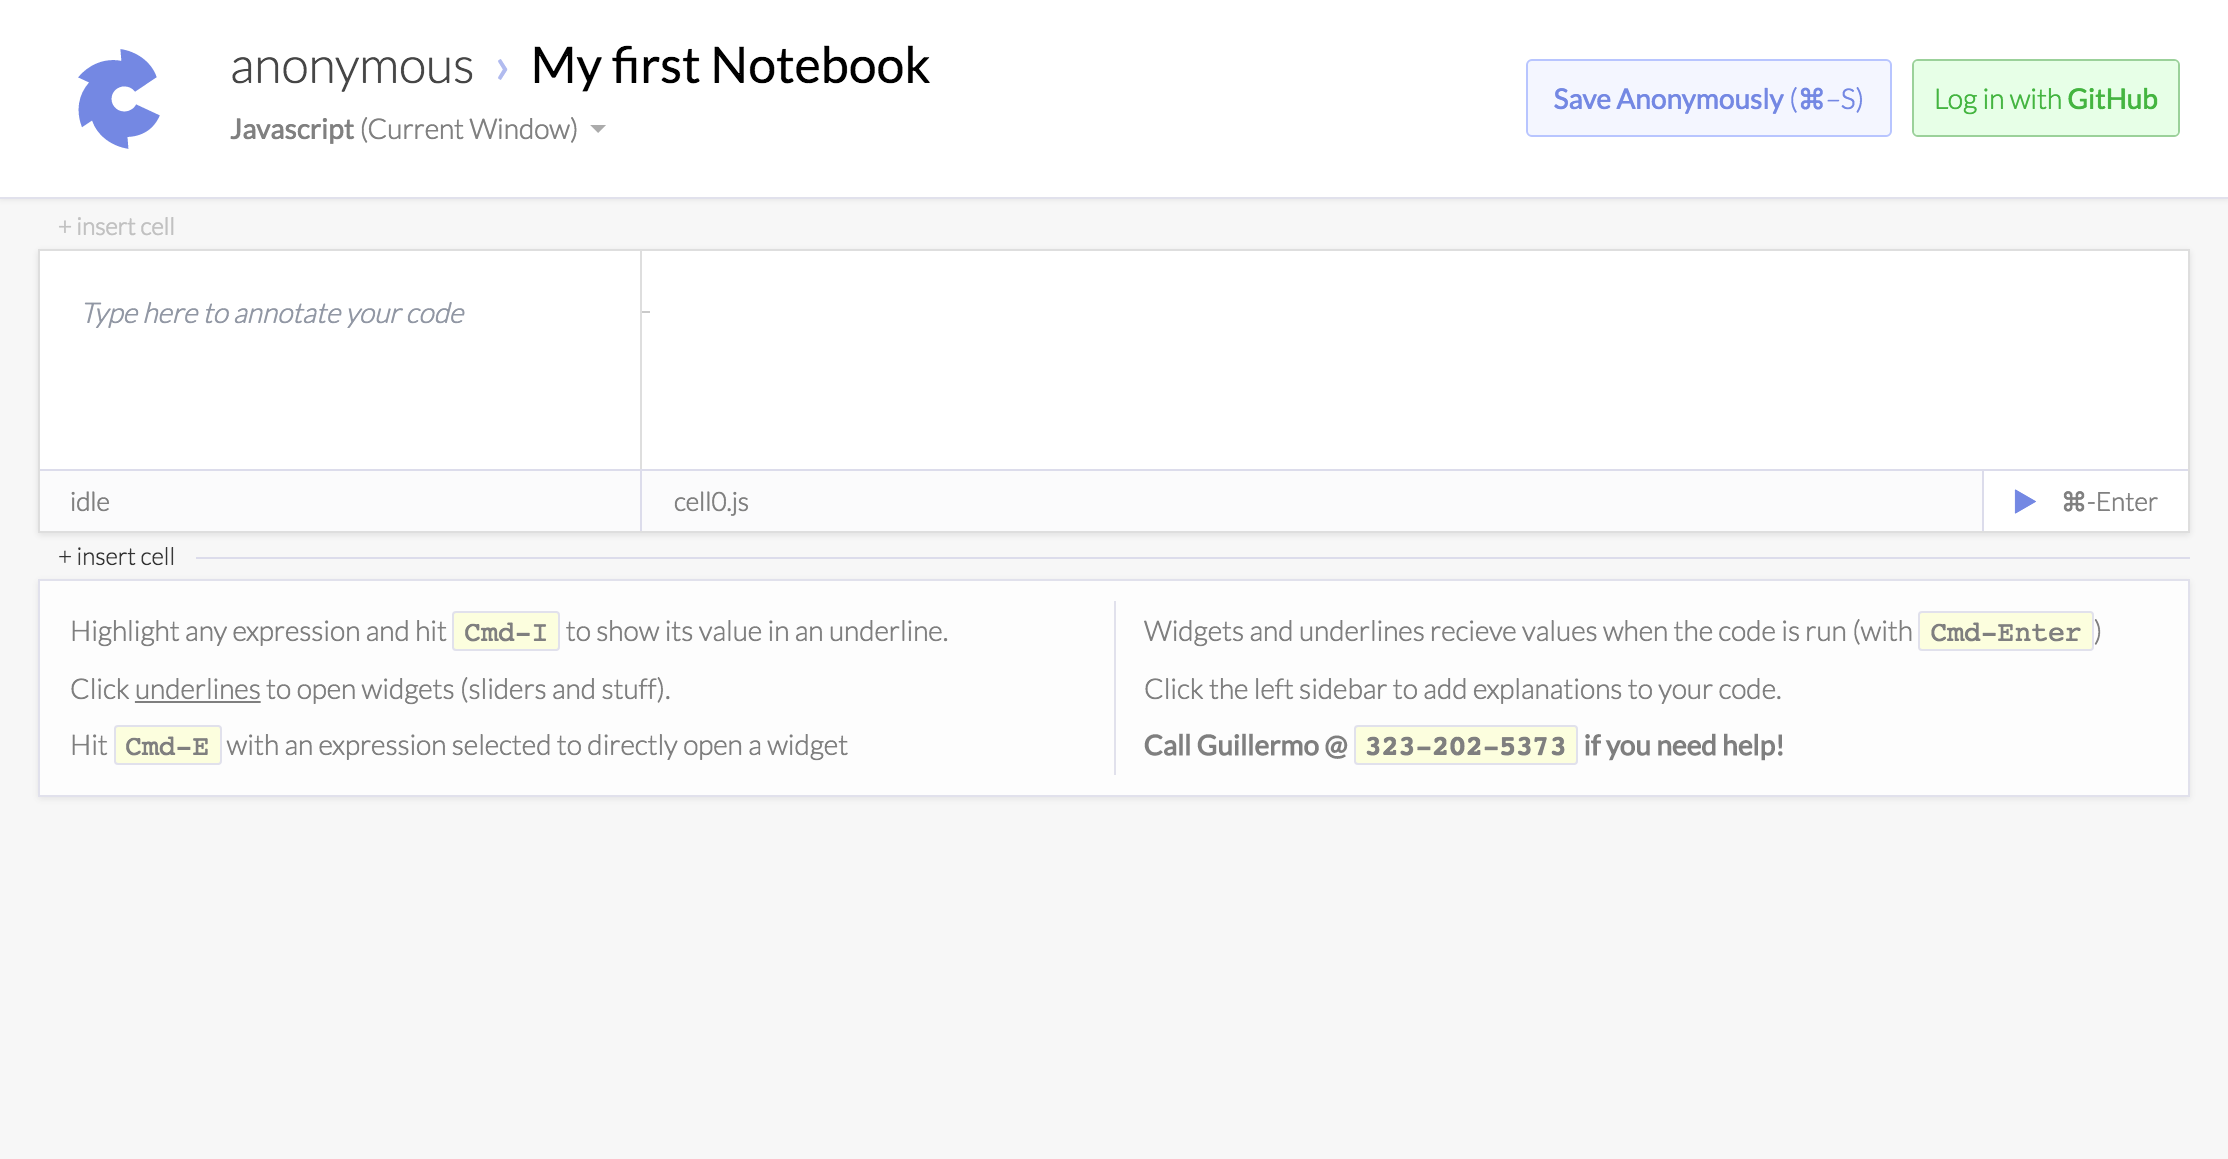 anonymous › My first Notebook
Javascript (Current Window)
Save Anonymously (⌘–S)
Log in with GitHub
+ insert cell
Type here to annotate your code
idle
cell0.js
⌘-Enter
+ insert cell
Highlight any expression and hit Cmd-I to show its value in an underline.
Click underlines to open widgets (sliders and stuff).
Hit Cmd-E with an expression selected to directly open a widget
Widgets and underlines recieve values when the code is run (with Cmd-Enter)
Click the left sidebar to add explanations to your code.
Call Guillermo @ 323-202-5373 if you need help!